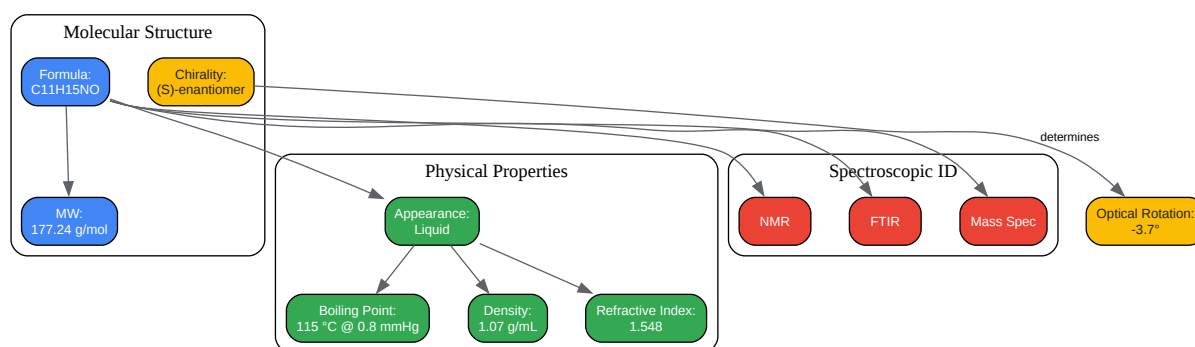 Molecular Structure
Formula:
C11H15NO
Chirality:
(S)-enantiomer
determines
Physical Properties
Spectroscopic ID
MW:
177.24 g/mol
Appearance:
Liquid
NMR
FTIR
Mass Spec
Optical Rotation:
-3.7°
Boiling Point:
115 °C @ 0.8 mmHg
Density:
1.07 g/mL
Refractive Index:
1.548